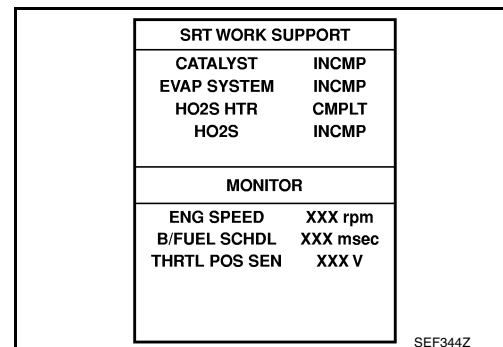 SRT WORK SUPPORT
CATALYST INCMP
EVAP SYSTEM INCMP
HO2S HTR CMPLT
HO2S INCMP
MONITOR
ENG SPEED XXX rpm
B/FUEL SCHDL XXX msec
THRTL POS SEN XXX V
SEF344Z